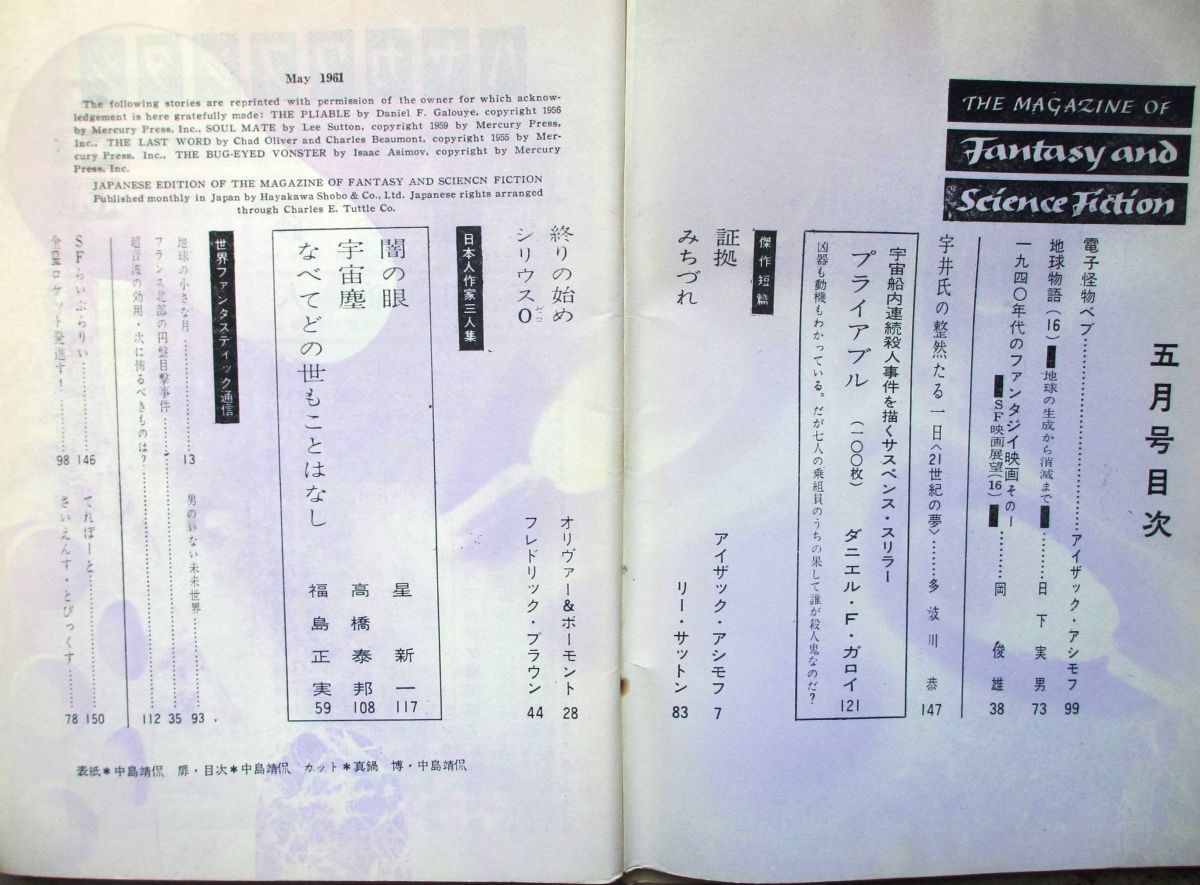 THE MAGAZINE OF
Fantasy and
Science Fiction
五月号目次
電子怪物ベブ……アイザック・アシモフ 99
地球物語(16) 地球の生成から消滅まで……日下実男 73
一九四〇年代のファンタジイ映画その一
SF映画展望(16)……岡俊雄 38
宇井氏の整然たる一日〈21世紀の夢〉……多岐川恭 147
宇宙船内連続殺人事件を描くサスペンス・スリラー
プライアブル(一〇〇枚) ダニエル・F・ガロイ 121
凶器も動機もわかっている。だが七人の乗組員のうちの果して誰が殺人鬼なのだ?
傑作短篇
証拠 アイザック・アシモフ 7
みちづれ リー・サットン 83
May 1961
The following stories are reprinted with permission of the owner for which acknow-
ledgement is here gratefully made: THE PLIABLE by Daniel F. Galouye, copyright 1956
by Mercury Press, Inc., SOUL MATE by Lee Sutton, copyright 1959 by Mercury Press,
Inc., THE LAST WORD by Chad Oliver and Charles Beaumont, copyright 1955 by Mer-
cury Press, Inc., THE BUG-EYED VONSTER by Isaac Asimov, copyright by Mercury
Press, Inc.
JAPANESE EDITION OF THE MAGAZINE OF FANTASY AND SCIENCN FICTION
Published monthly in Japan by Hayakawa Shobo & Co., Ltd. Japanese rights arranged
through Charles E. Tuttle Co.
終りの始め オリヴァー&ボーモント 28
シリウス0ゼロ フレドリック・ブラウン 44
日本人作家三人集
闇の眼 星新一 117
宇宙塵 高橋泰邦 108
なべてどの世もことはなし 福島正実 59
世界ファンタスティック通信
地球の小さな月……13
男のいない未来世界……93
フランス北部の円盤目撃事件……35
超音波の効用・次に怖るべきものは?……112
SFらいぶらりい……146
てれぽーと……150
全星ロケット発進す!……98
さいえんす・とぴっくす……78
表紙*中島靖侃 扉・目次*中島靖侃 カット*真鍋 博・中島靖侃